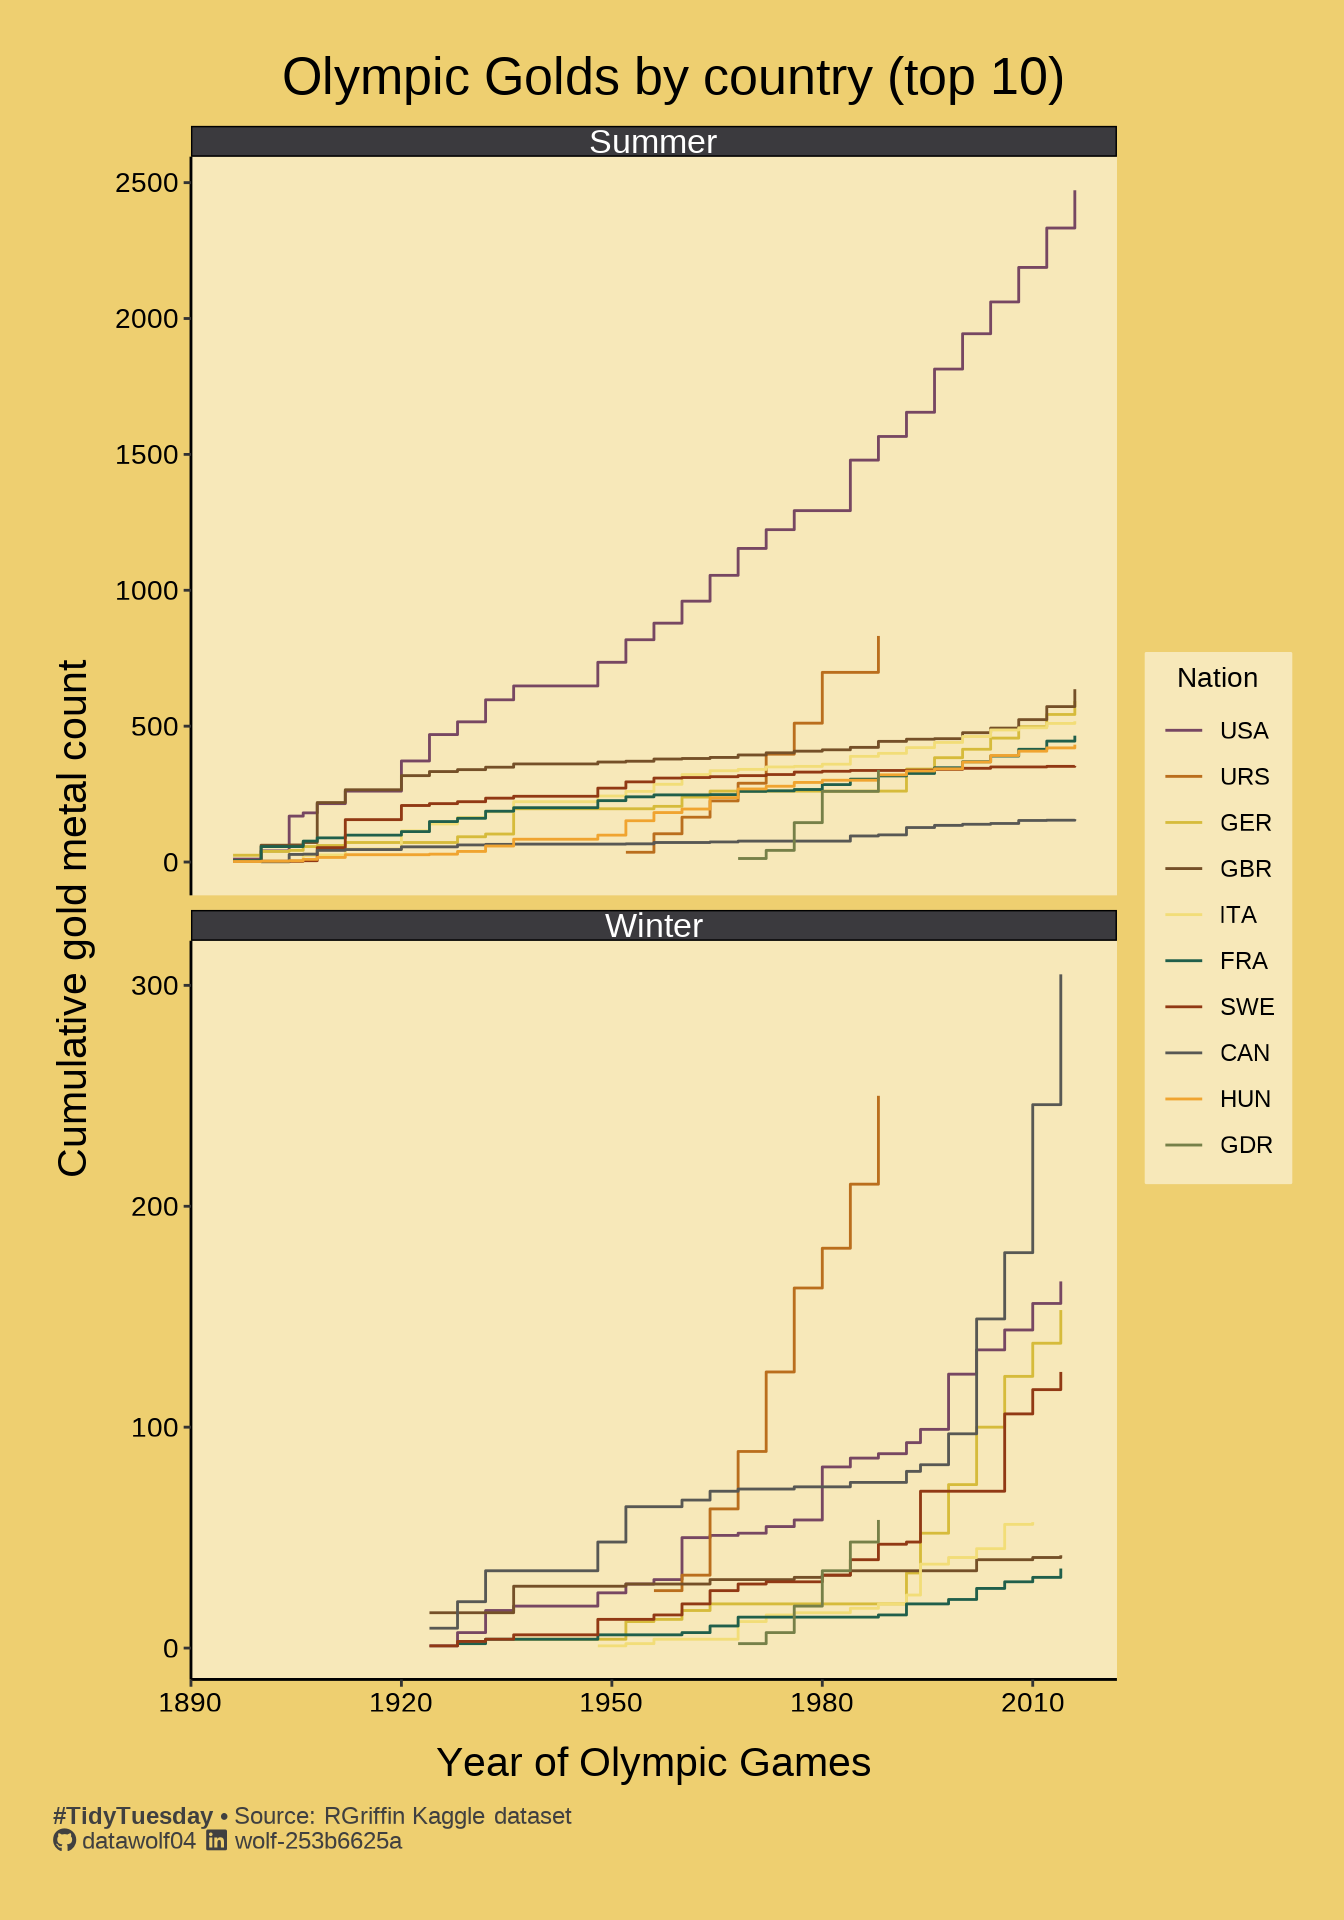 Olympic Golds by country (top 10)
Summer
2500
2000
1500
1000
500
0
Cumulative gold metal count
Winter
300
200
100
0
1890 1920 1950 1980 2010
Year of Olympic Games
Nation
USA
URS
GER
GBR
ITA
FRA
SWE
CAN
HUN
GDR
#TidyTuesday • Source: RGriffin Kaggle dataset
datawolf04 wolf-253b6625a